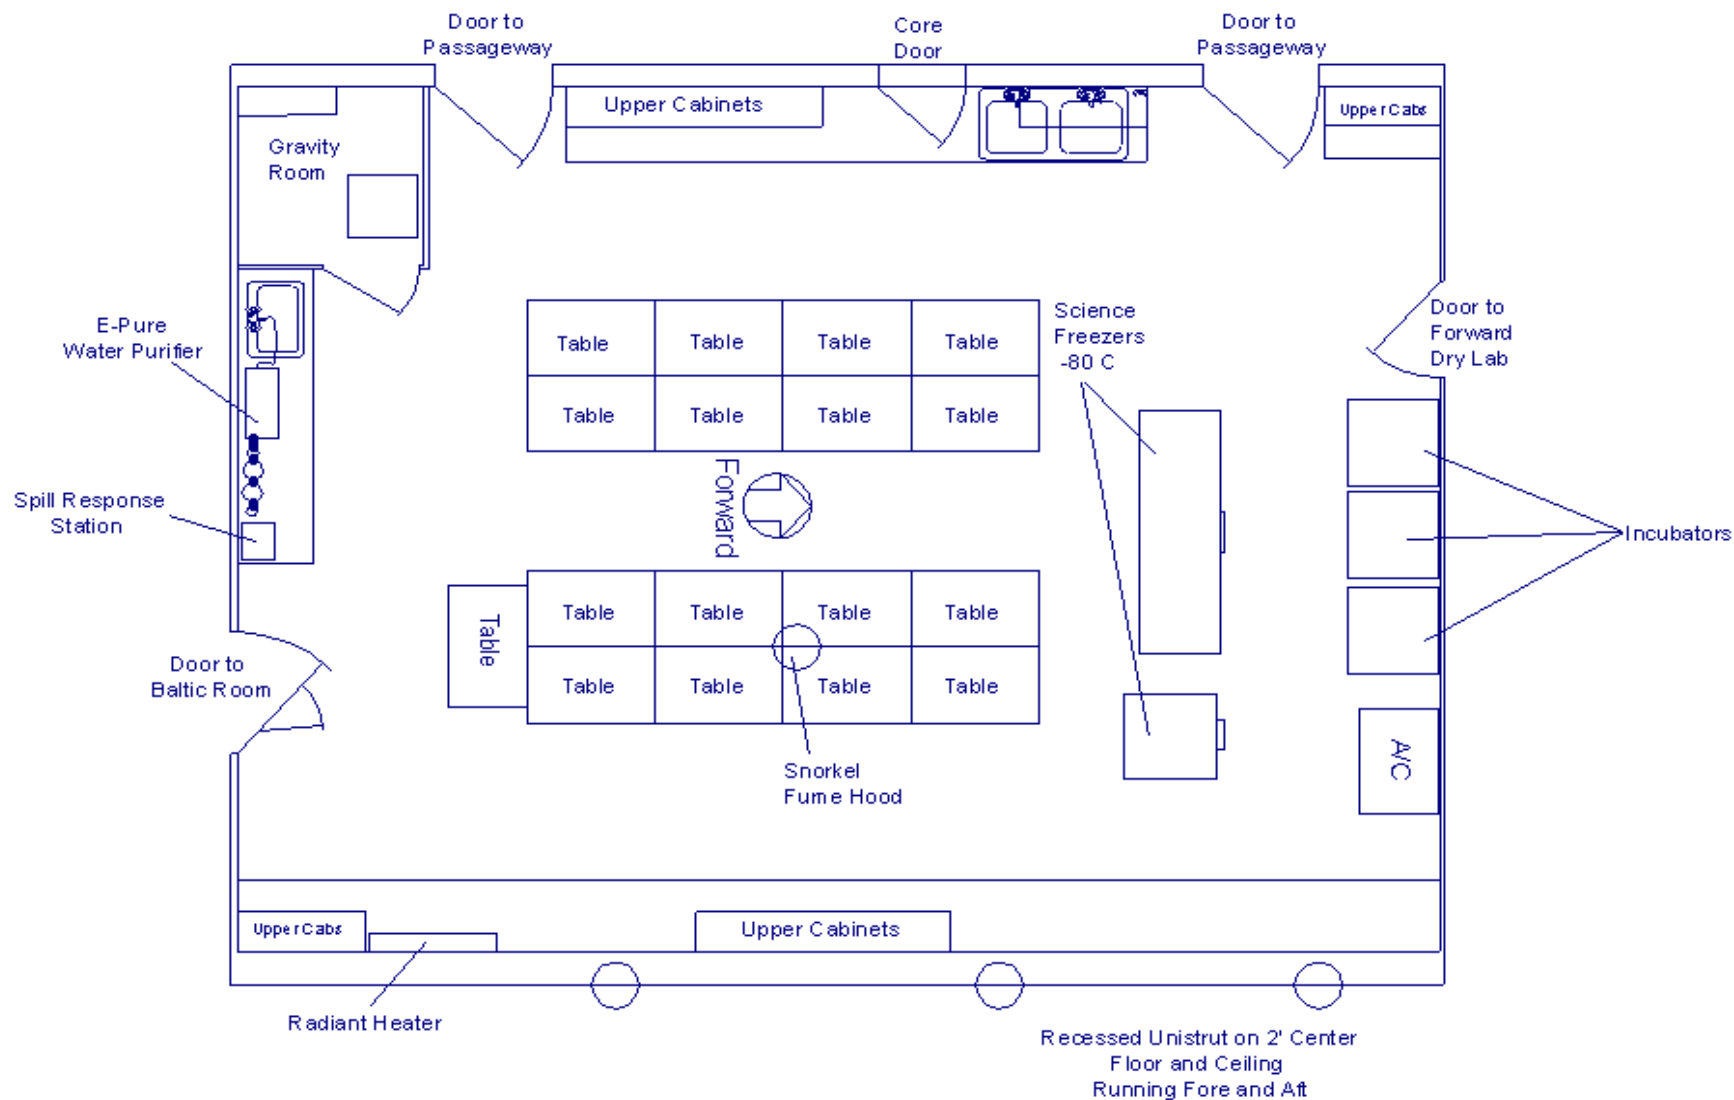 Door to
Passageway
Core
Door
Door to
Passageway
Upper Cabinets
Upper Cabs
Gravity
Room
E-Pure
Water Purifier
Science
Freezers
-80 C
Door to
Forward
Dry Lab
Table Table Table Table
Table Table Table Table
Forward
Spill Response
Station
Incubators
Table
Table Table Table Table
Table Table Table Table
Door to
Baltic Room
Snorkel
Fume Hood
A/C
Upper Cabs
Upper Cabinets
Radiant Heater
Recessed Unistrut on 2' Center
Floor and Ceiling
Running Fore and Aft